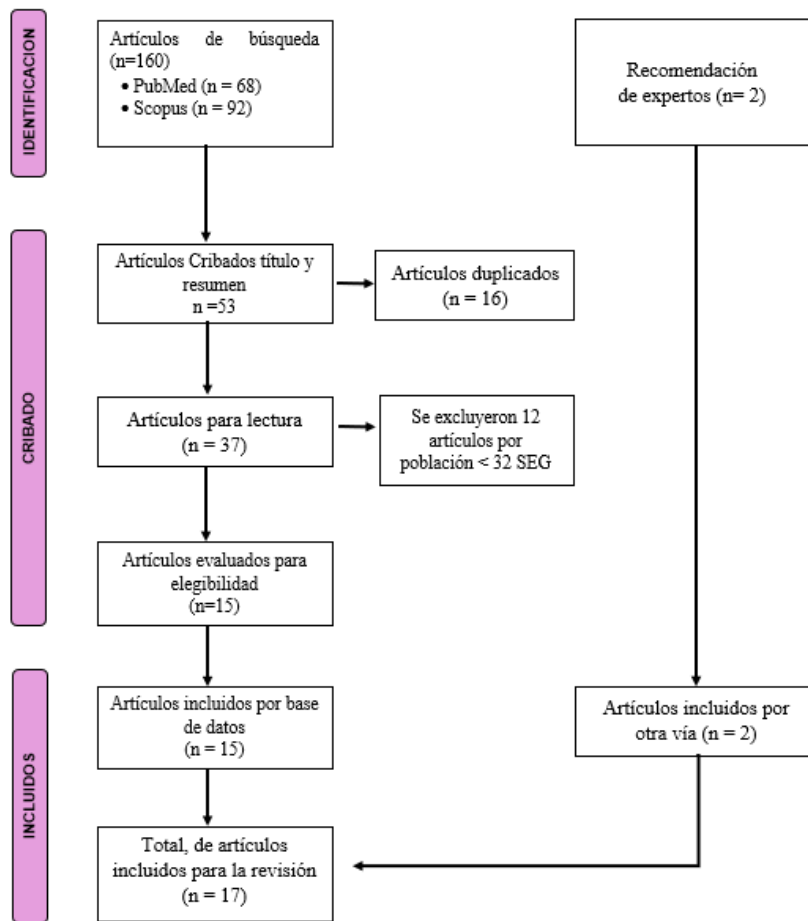 IDENTIFICACION
Artículos de búsqueda
(n=160)
• PubMed (n = 68)
• Scopus (n = 92)
Recomendación
de expertos (n= 2)
CRIBADO
Artículos Cribados título y
resumen
n =53
Artículos duplicados
(n = 16)
Artículos para lectura
(n = 37)
Se excluyeron 12
artículos por
población < 32 SEG
Artículos evaluados para
elegibilidad
(n=15)
INCLUIDOS
Artículos incluidos por base
de datos
(n = 15)
Artículos incluidos por
otra vía (n = 2)
Total, de artículos
incluidos para la revisión
(n = 17)